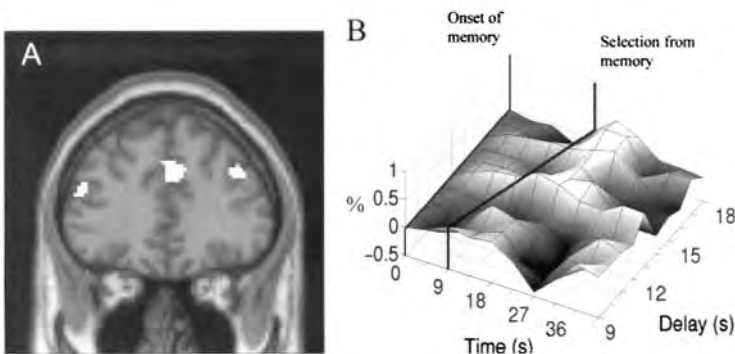 A
B
Onset of
memory
Selection from
memory
1
0.5
%
0
−0.5
0
9
18
27
36
Time (s)
9
12
15
18
Delay (s)